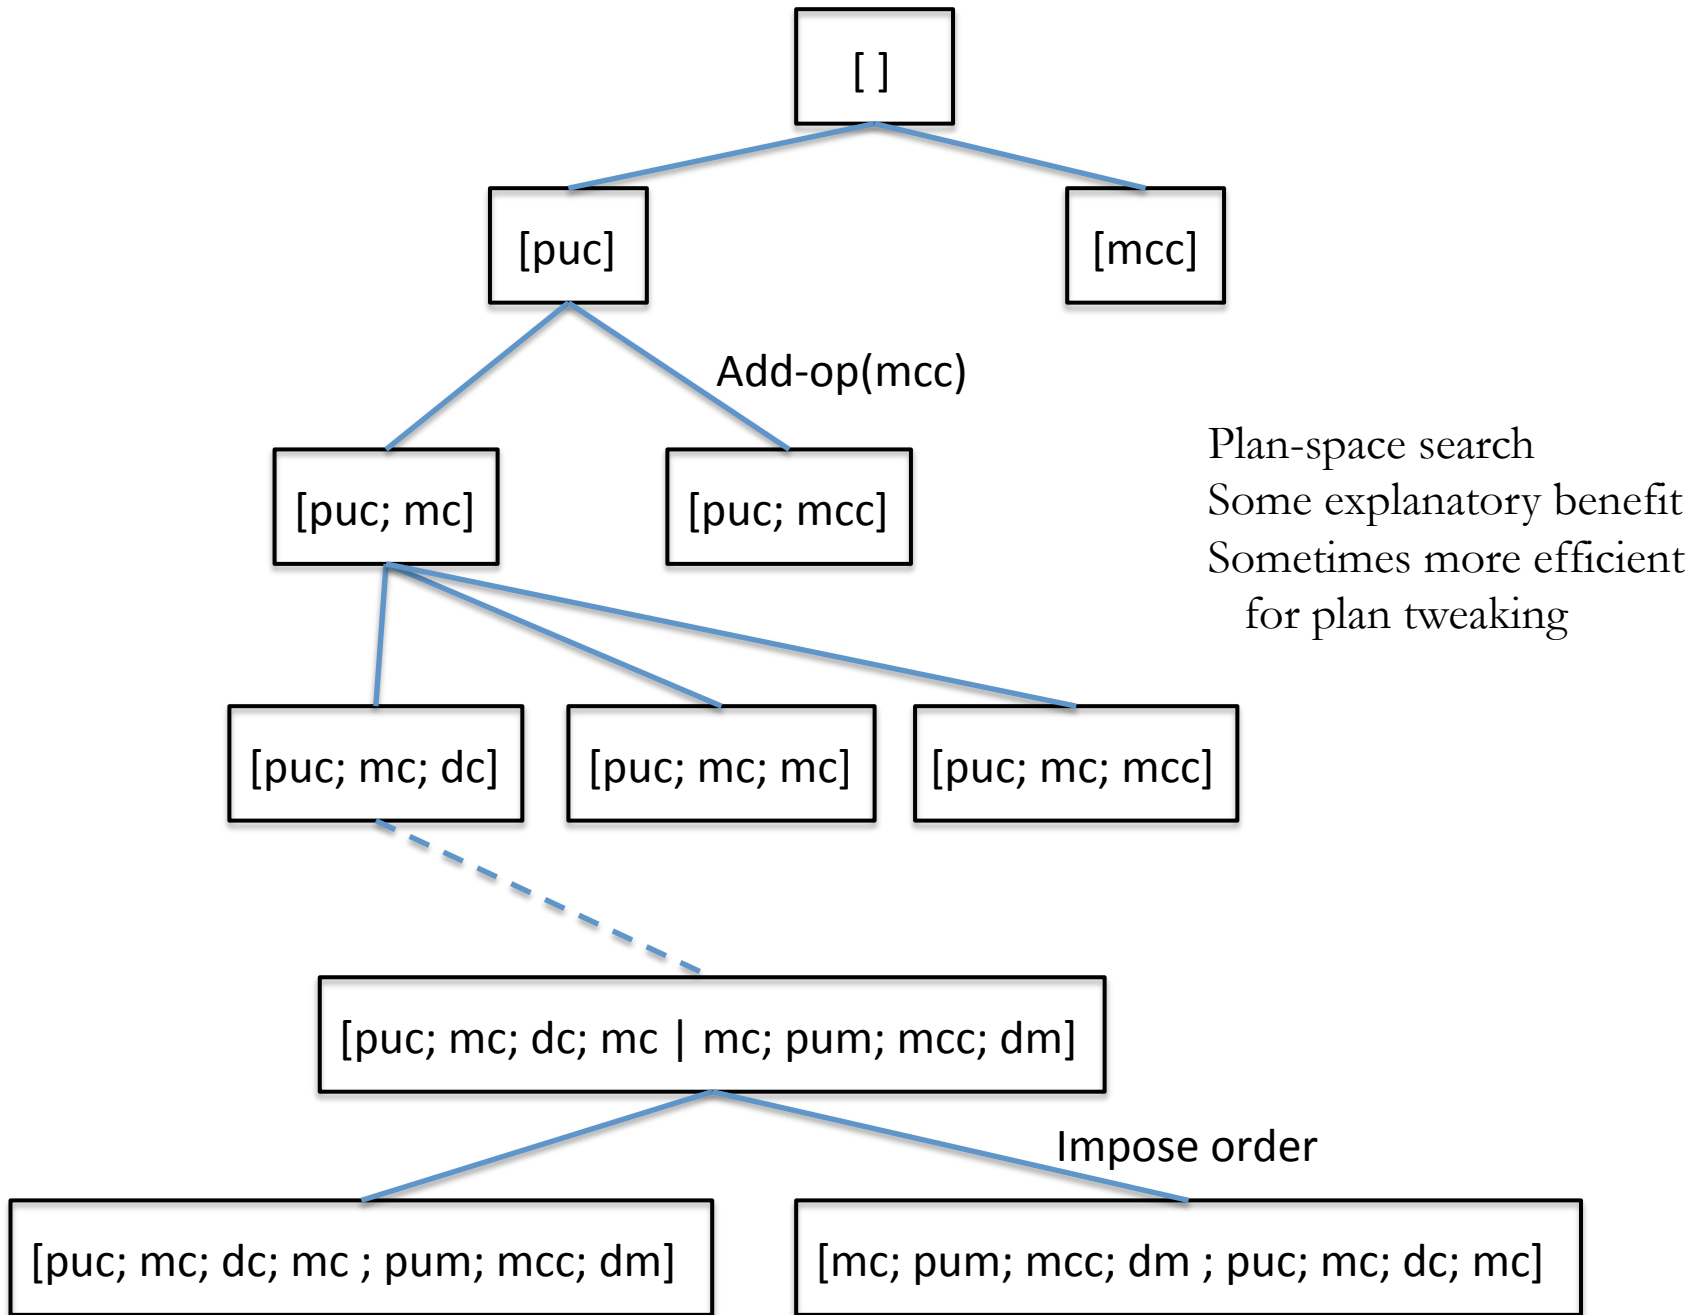 [ ]
[puc]
[mcc]
Add-op(mcc)
[puc; mc]
[puc; mcc]
Plan-space search
Some explanatory benefit
Sometimes more efficient
for plan tweaking
[puc; mc; dc]
[puc; mc; mc]
[puc; mc; mcc]
[puc; mc; dc; mc | mc; pum; mcc; dm]
Impose order
[puc; mc; dc; mc ; pum; mcc; dm]
[mc; pum; mcc; dm ; puc; mc; dc; mc]